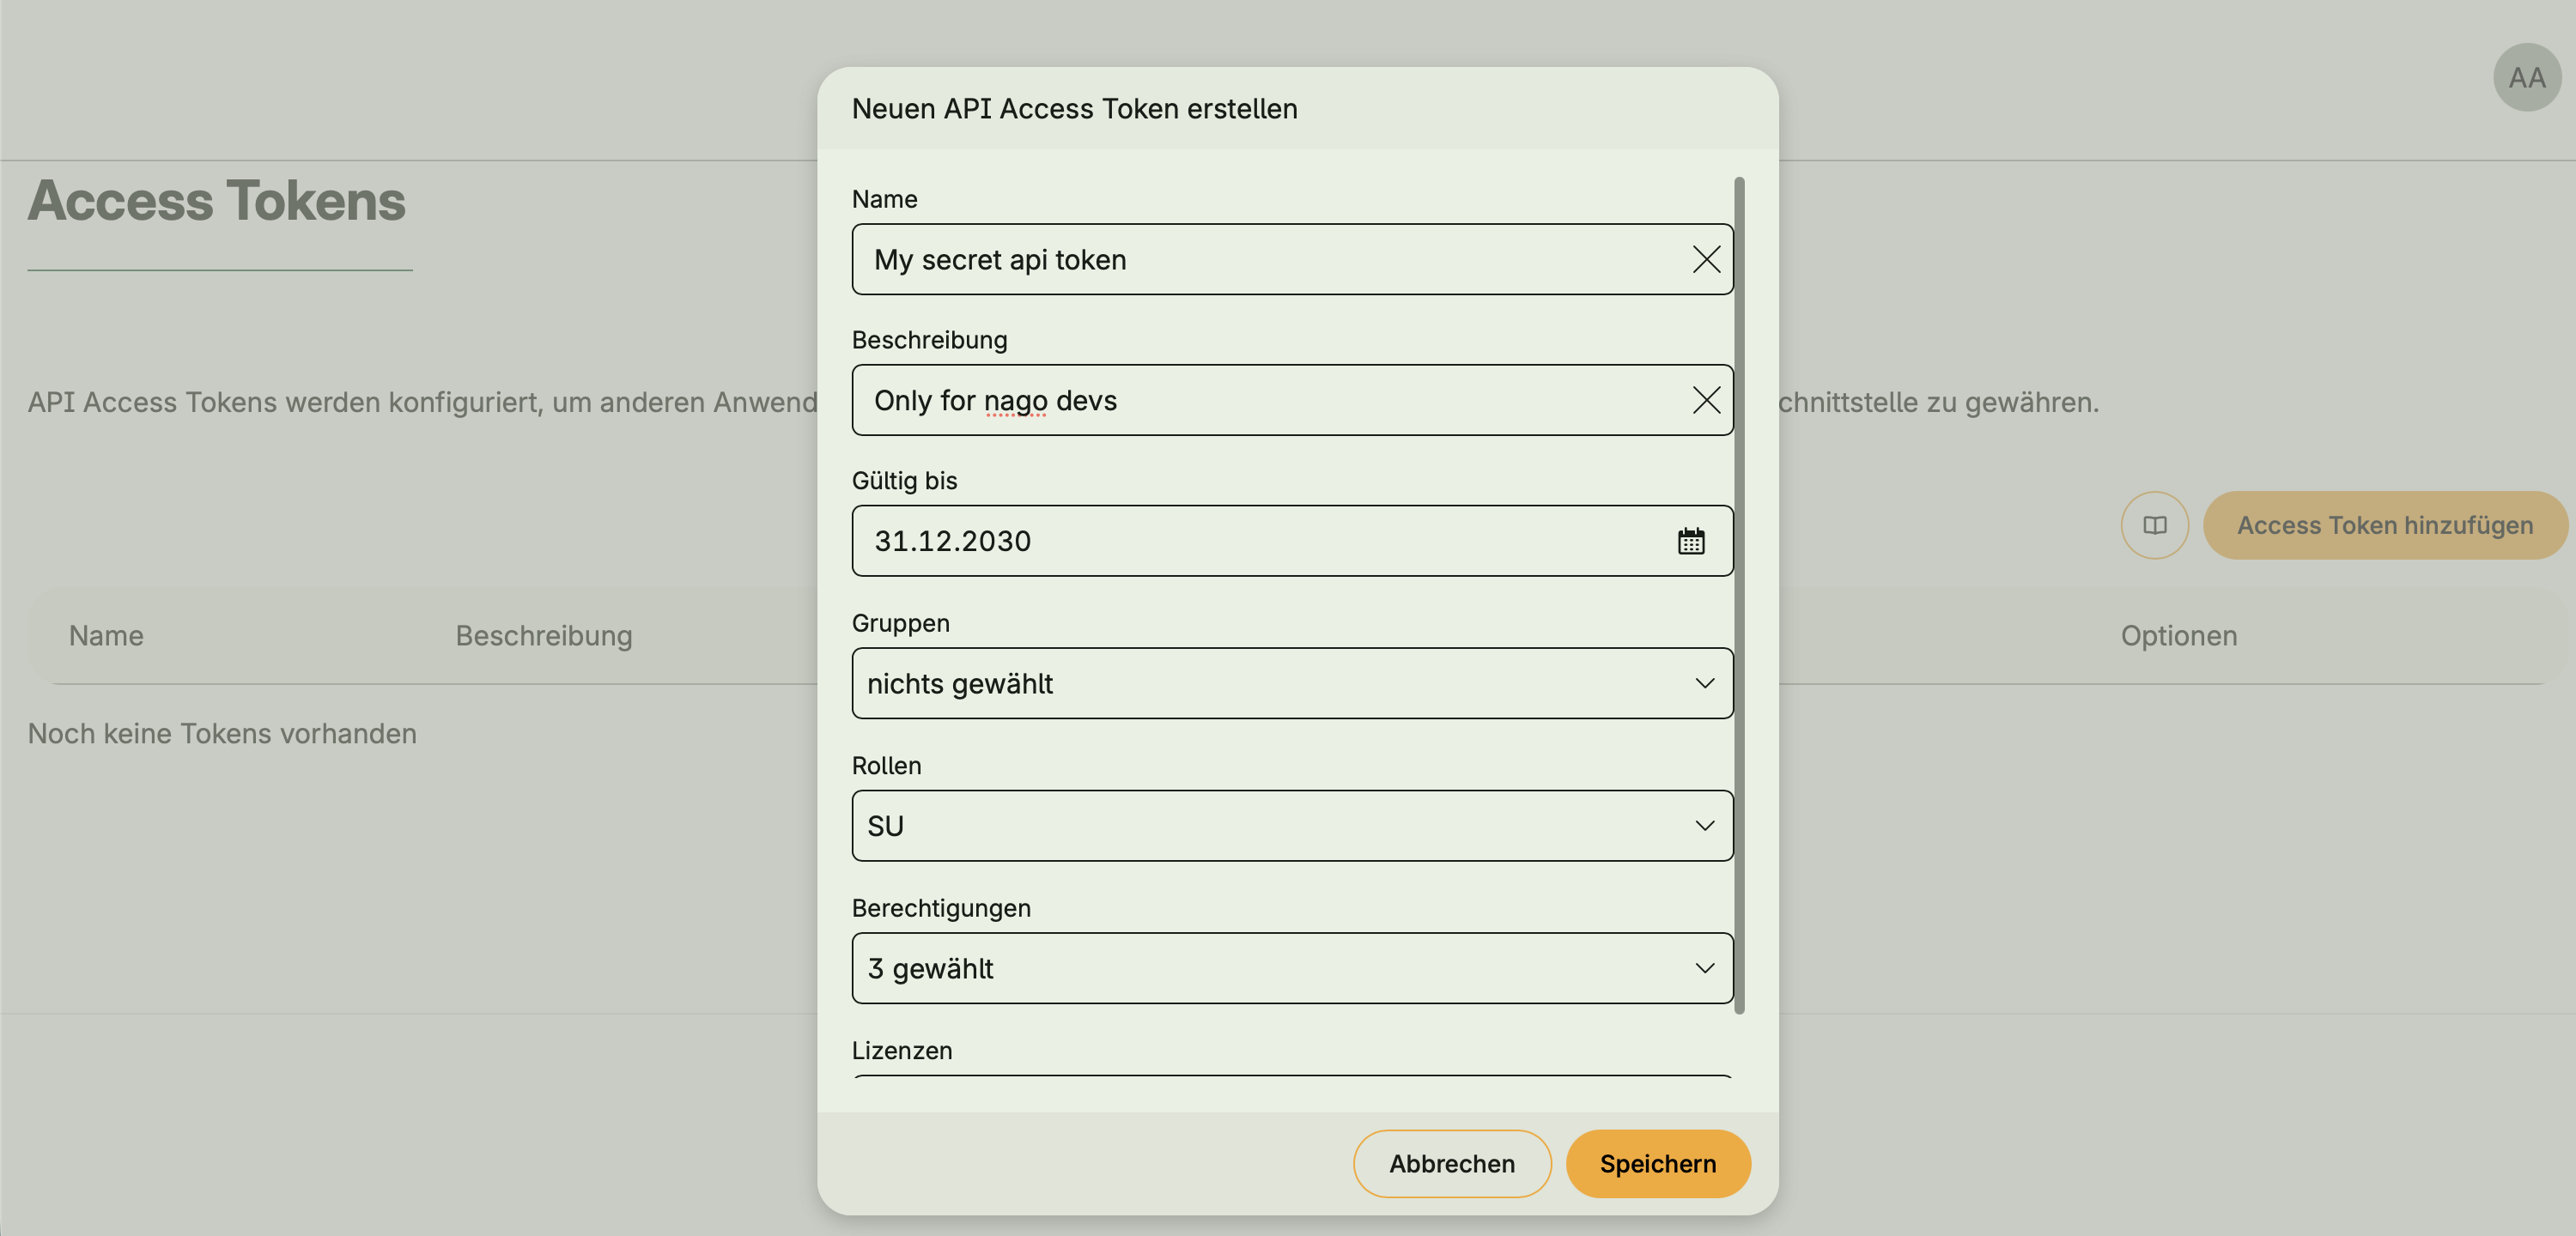 AA
Access Tokens
API Access Tokens werden konfiguriert, um anderen Anwend
chnittstelle zu gewähren.
Access Token hinzufügen
Name Beschreibung Optionen
Noch keine Tokens vorhanden
Neuen API Access Token erstellen
Name
My secret api token
Beschreibung
Only for nago devs
Gültig bis
31.12.2030
Gruppen
nichts gewählt
Rollen
SU
Berechtigungen
3 gewählt
Lizenzen
Abbrechen
Speichern